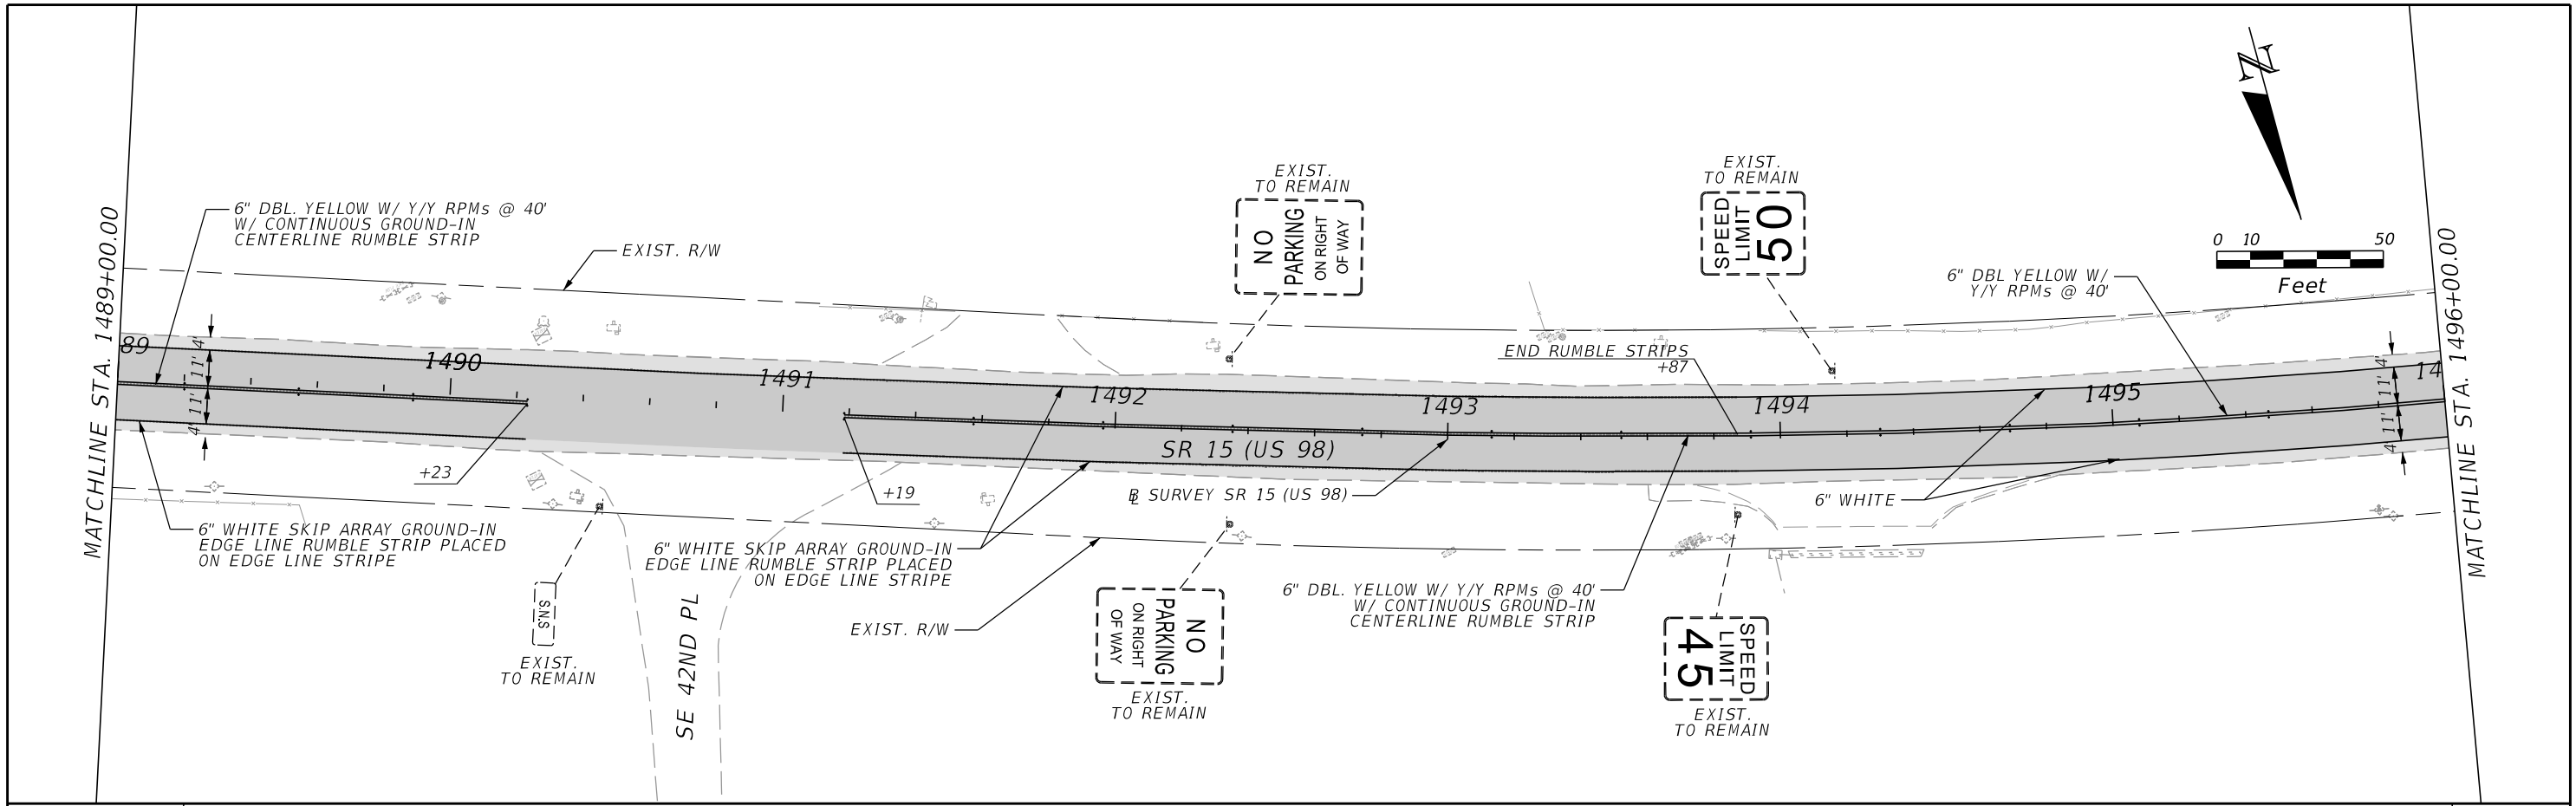 MATCHLINE STA. 1489+00.00
6" DBL. YELLOW W/ Y/Y RPMs @ 40'
W/ CONTINUOUS GROUND-IN
CENTERLINE RUMBLE STRIP
EXIST. R/W
EXIST.
TO REMAIN
NO
PARKING
ON RIGHT
OF WAY
EXIST.
TO REMAIN
SPEED
LIMIT
50
N
0 10 50
Feet
6" DBL YELLOW W/
Y/Y RPMs @ 40'
MATCHLINE STA. 1496+00.00
END RUMBLE STRIPS
+87
89
1490
1491
1492
1493
1494
1495
14
4'
11'
11'
4'
4'
11'
11'
4'
SR 15 (US 98)
+23
+19
B SURVEY SR 15 (US 98)
6" WHITE
6" WHITE SKIP ARRAY GROUND-IN
EDGE LINE RUMBLE STRIP PLACED
ON EDGE LINE STRIPE
6" WHITE SKIP ARRAY GROUND-IN
EDGE LINE RUMBLE STRIP PLACED
ON EDGE LINE STRIPE
S.N.S
EXIST.
TO REMAIN
SE 42ND PL
EXIST. R/W
NO
PARKING
ON RIGHT
OF WAY
EXIST.
TO REMAIN
6" DBL. YELLOW W/ Y/Y RPMs @ 40'
W/ CONTINUOUS GROUND-IN
CENTERLINE RUMBLE STRIP
SPEED
LIMIT
45
EXIST.
TO REMAIN